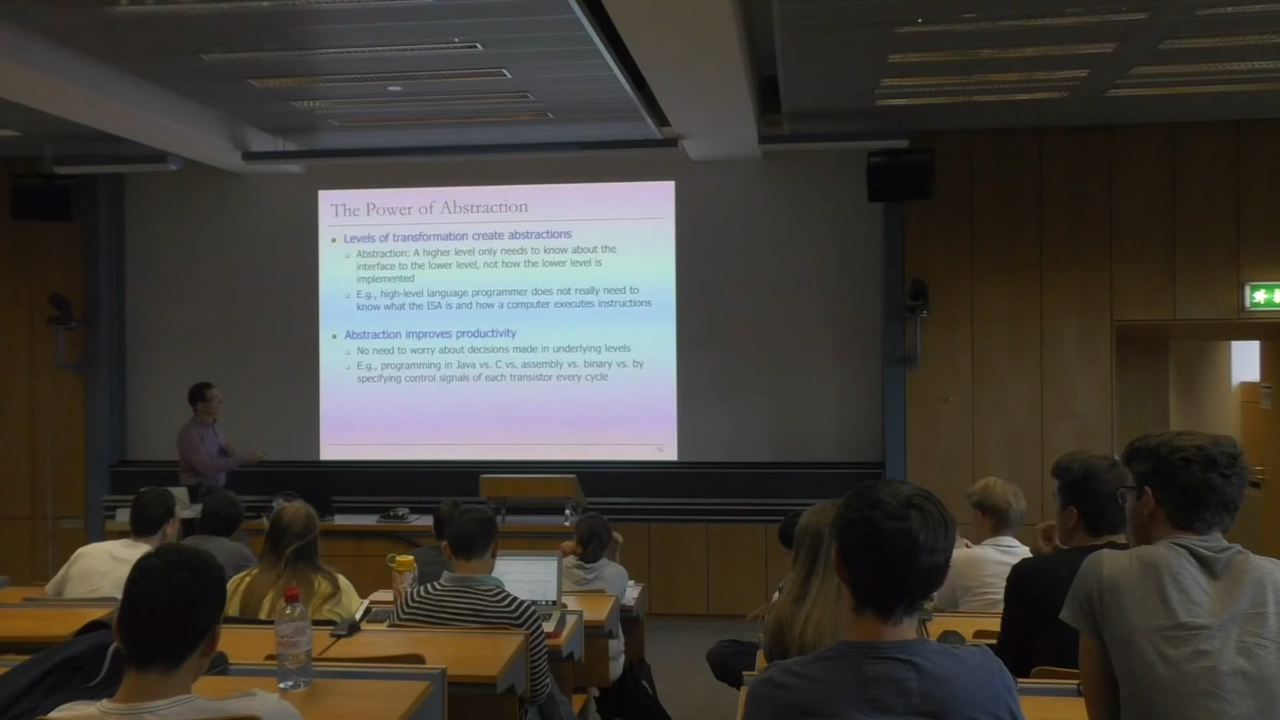 The Power of Abstraction
Levels of transformation create abstractions
Abstraction: A higher level only needs to know about the
interface to the lower level, not how the lower level is
implemented
E.g., high-level language programmer does not really need to
know what the ISA is and how a computer executes instructions
Abstraction improves productivity
No need to worry about decisions made in underlying levels
E.g., programming in Java vs. C vs. assembly vs. binary vs. by
specifying control signals of each transistor every cycle